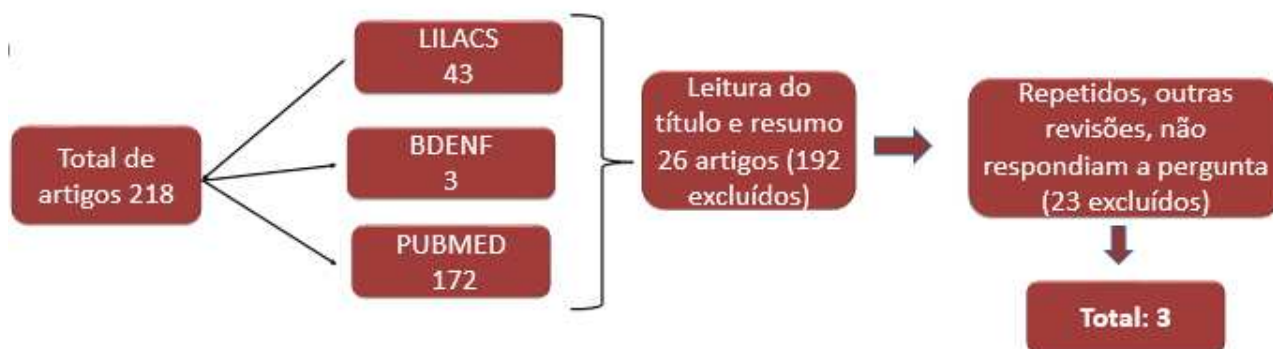 Total de
artigos 218
LILACS
43
BDENF
3
PUBMED
172
Leitura do
título e resumo
26 artigos (192
excluídos)
Repetidos, outras
revisões, não
respondiam a pergunta
(23 excluídos)
Total: 3